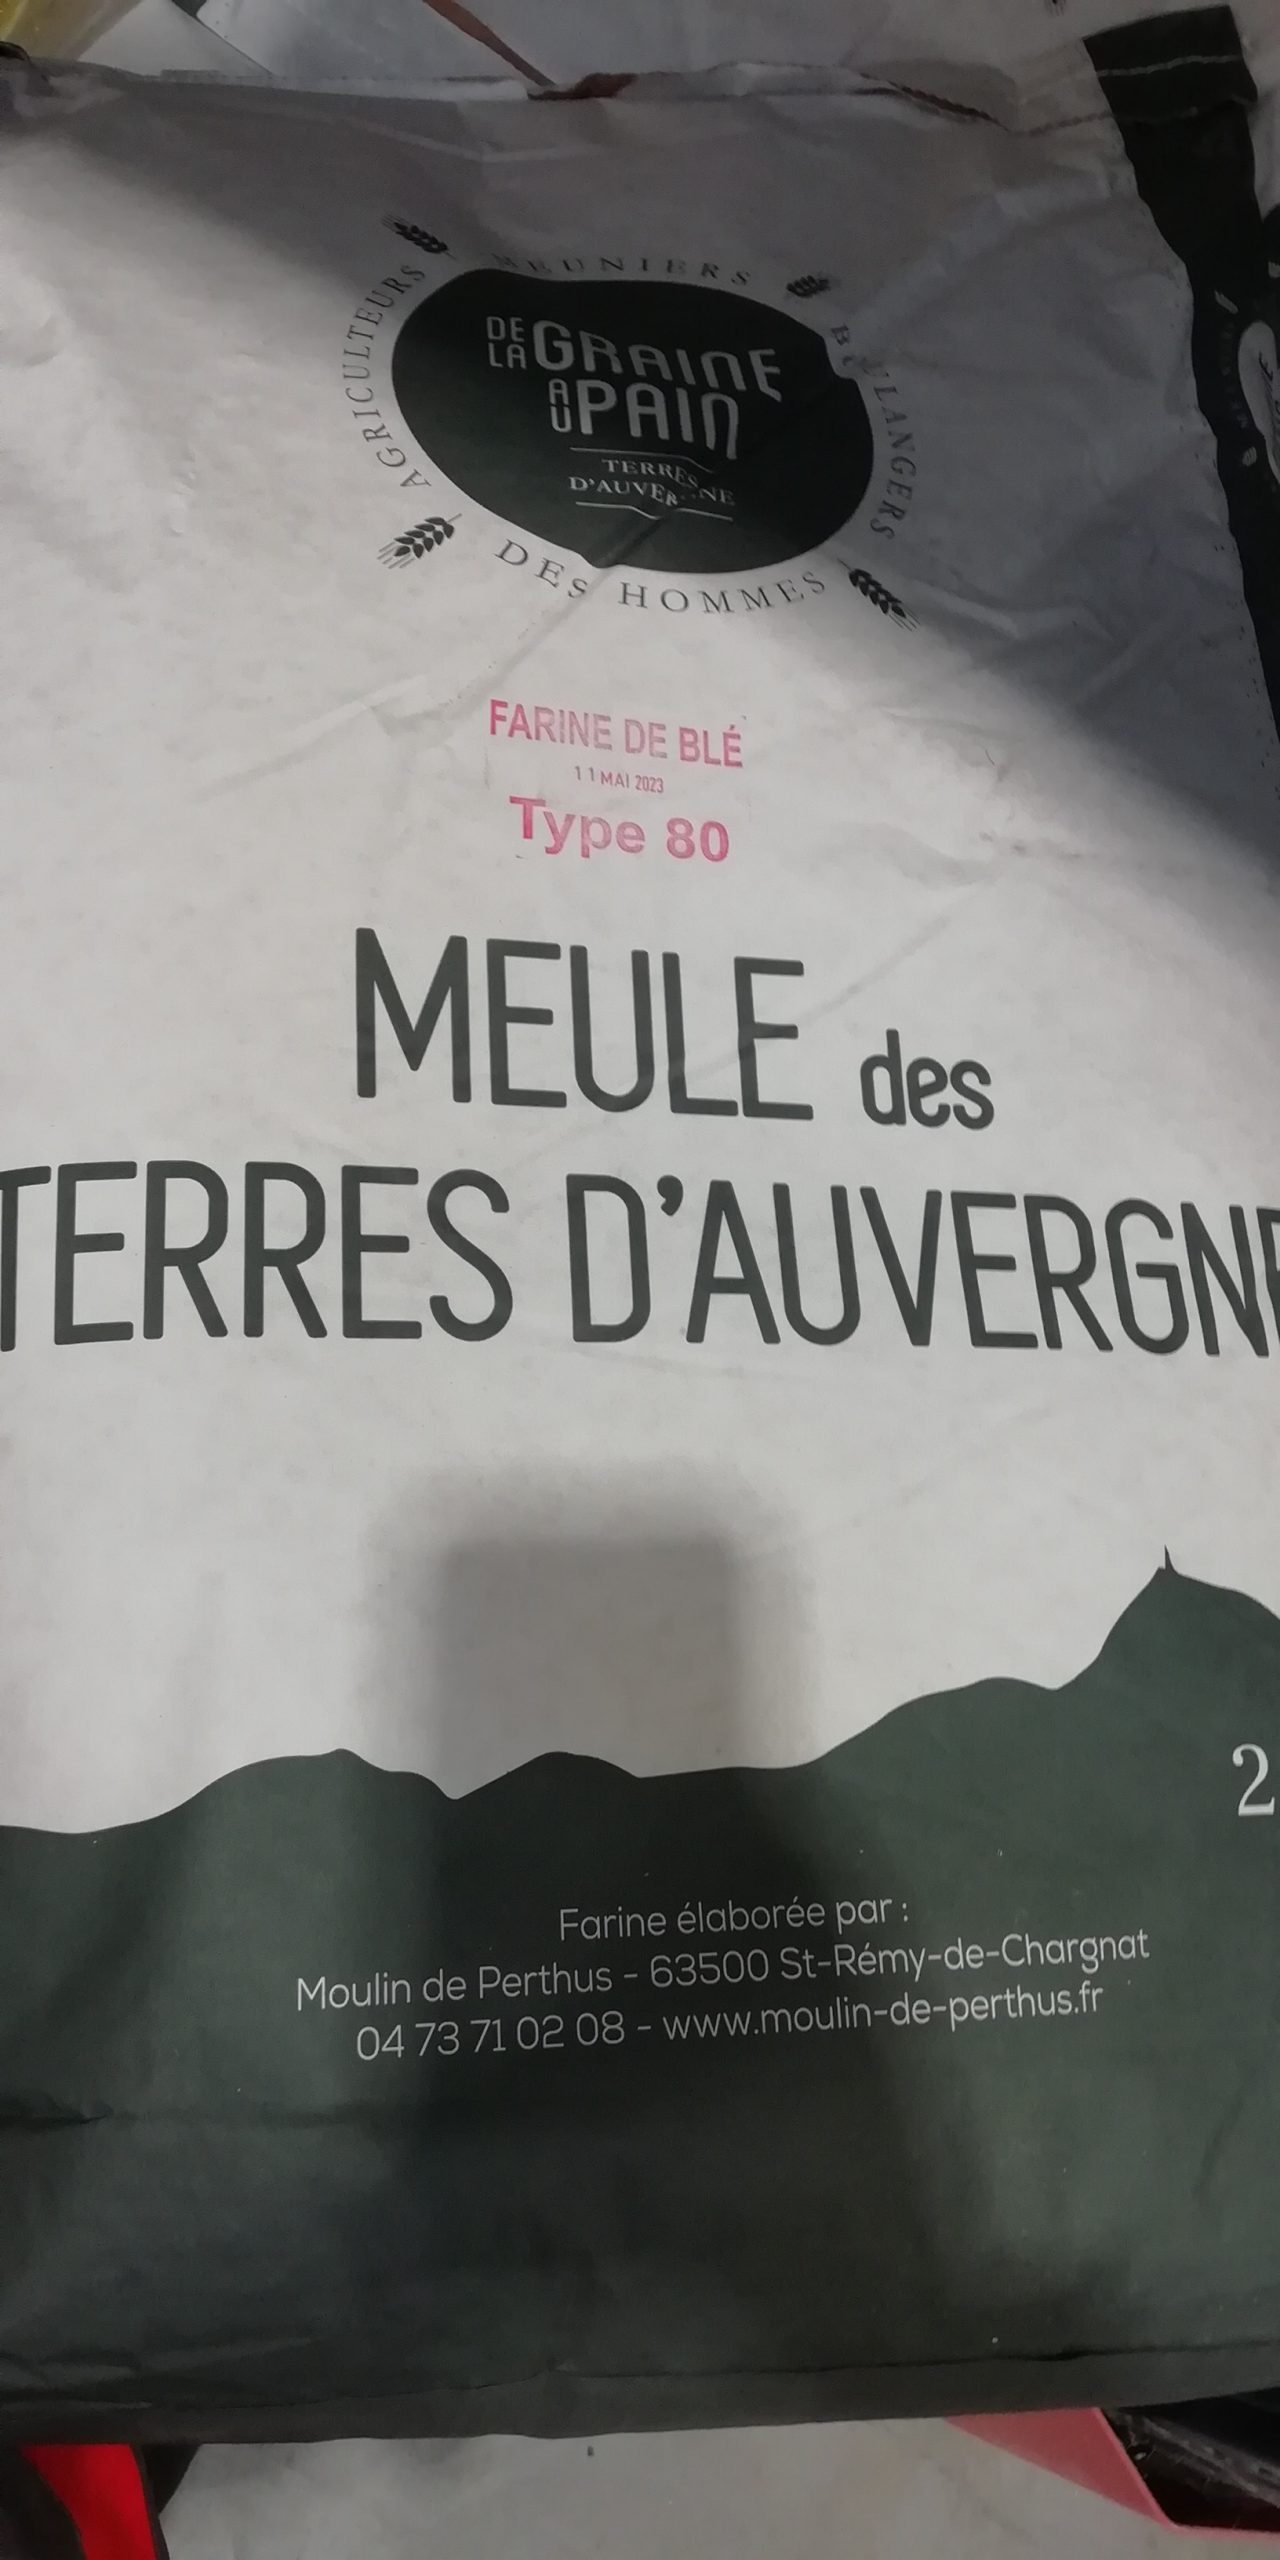 MEUNIERS
AGRICULTEURS
BOULANGERS
DE LA GRAINE
AU PAIN
TERRES
D'AUVERGNE
DES HOMMES
FARINE DE BLÉ
11 MAI 2023
Type 80
MEULE des
TERRES D'AUVERGNE
2
Farine élaborée par :
Moulin de Perthus - 63500 St-Rémy-de-Chargnat
04 73 71 02 08 - www.moulin-de-perthus.fr